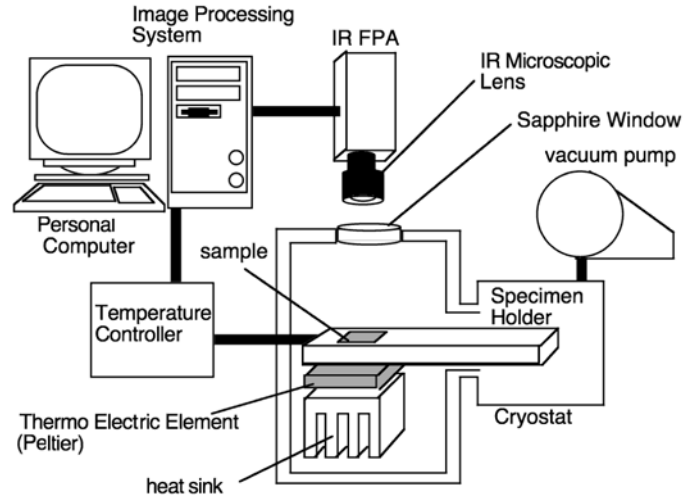 Image Processing
System
IR FPA
IR Microscopic
Lens
Sapphire Window
vacuum pump
Personal
Computer
sample
Temperature
Controller
Specimen
Holder
Thermo Electric Element
(Peltier)
Cryostat
heat sink